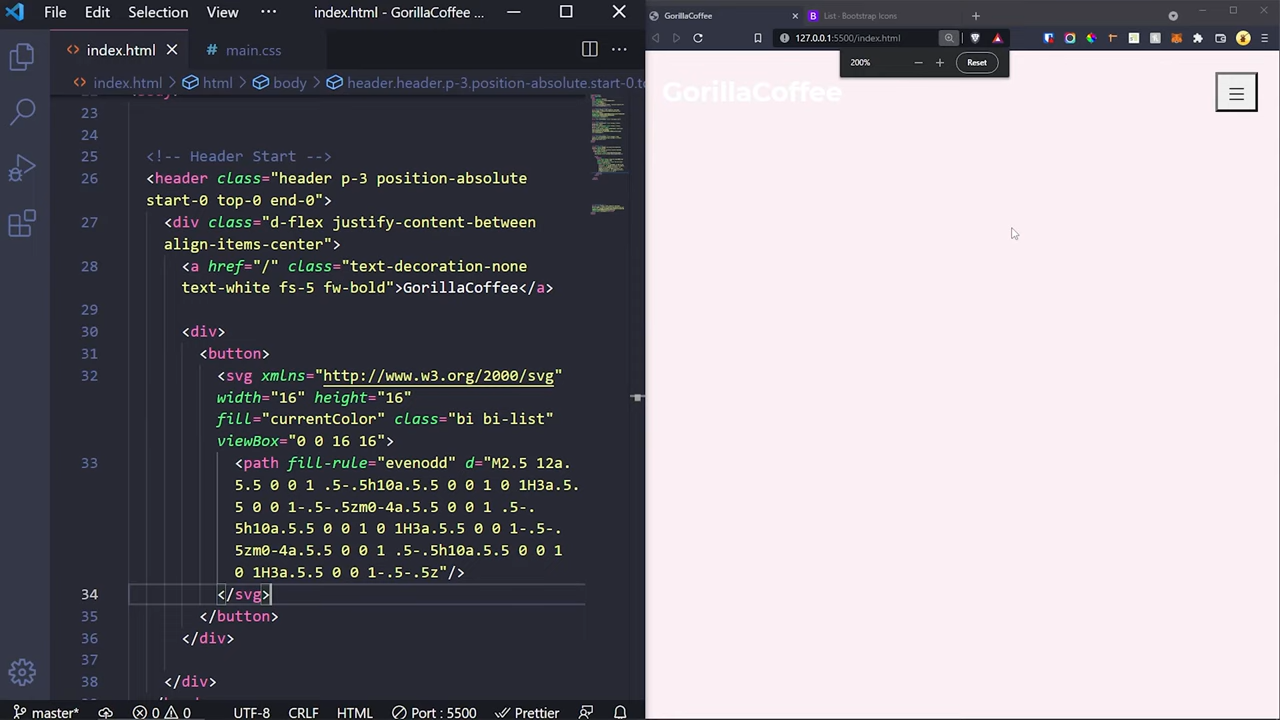 File Edit Selection View ··· index.html - GorillaCoffee ...
index.html
main.css
index.html > html > body > header.header.p-3.position-absolute.start-0.to
23
24
25 <!-- Header Start -->
26 <header class="header p-3 position-absolute
start-0 top-0 end-0">
27 <div class="d-flex justify-content-between
align-items-center">
28 <a href="/" class="text-decoration-none
text-white fs-5 fw-bold">GorillaCoffee</a>
29
30 <div>
31 <button>
32 <svg xmlns="http://www.w3.org/2000/svg"
width="16" height="16"
fill="currentColor" class="bi bi-list"
viewBox="0 0 16 16">
33 <path fill-rule="evenodd" d="M2.5 12a.
5.5 0 0 1 .5-.5h10a.5.5 0 0 1 0 1H3a.5.
5 0 0 1-.5-.5zm0-4a.5.5 0 0 1 .5-.
5h10a.5.5 0 0 1 0 1H3a.5.5 0 0 1-.5-.
5zm0-4a.5.5 0 0 1 .5-.5h10a.5.5 0 0 1
0 1H3a.5.5 0 0 1-.5-.5z"/>
34 </svg>
35 </button>
36 </div>
37
38 </div>
master* 0 0 UTF-8 CRLF HTML Port : 5500 Prettier
GorillaCoffee
List · Bootstrap Icons
127.0.0.1:5500/index.html
200% Reset
GorillaCoffee